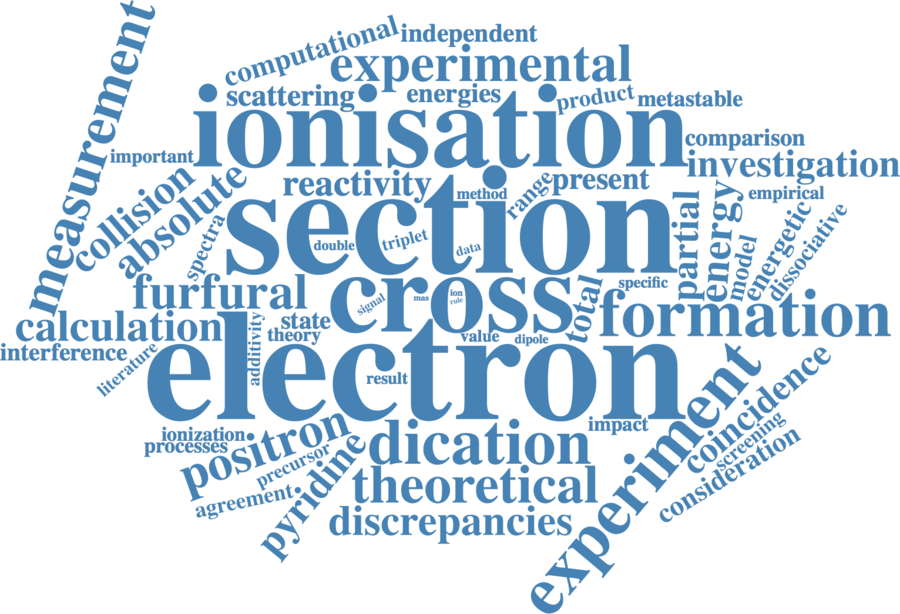 measurement
computational
independent
experimental
scattering
energies
product
metastable
ionisation
comparison
important
investigation
collision
absolute
reactivity
method
range
present
empirical
section
spectra
double
triplet
data
partial
energy
model
energetic
dissociative
furfural
cross
signal
mas
ion
rule
specific
total
formation
calculation
state
theory
additivity
value
dipole
interference
literature
electron
result
impact
experiment
coincidence
screening
consideration
ionization
processes
positron
precursor
agreement
pyridine
dication
theoretical
discrepancies